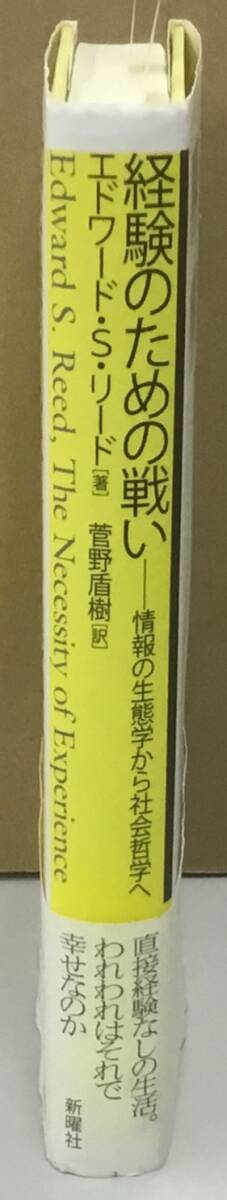 経験のための戦い――情報の生態学から社会哲学へ
エドワード・S・リード[著] 菅野盾樹[訳]
Edward S. Reed, The Necessity of Experience
直接経験なしの生活。
われわれはそれで
幸せなのか
新曜社